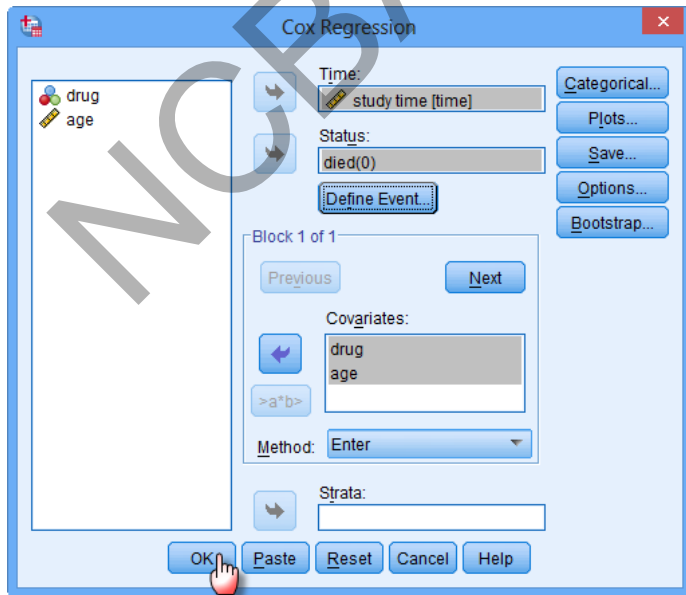 Cox Regression
drug
age
Time:
study time [time]
Status:
died(0)
Define Event...
Block 1 of 1
Previous
Next
Covariates:
drug
age
>a*b>
Method:
Enter
Strata:
Categorical...
Plots...
Save...
Options...
Bootstrap...
OK
Paste
Reset
Cancel
Help
NCBA